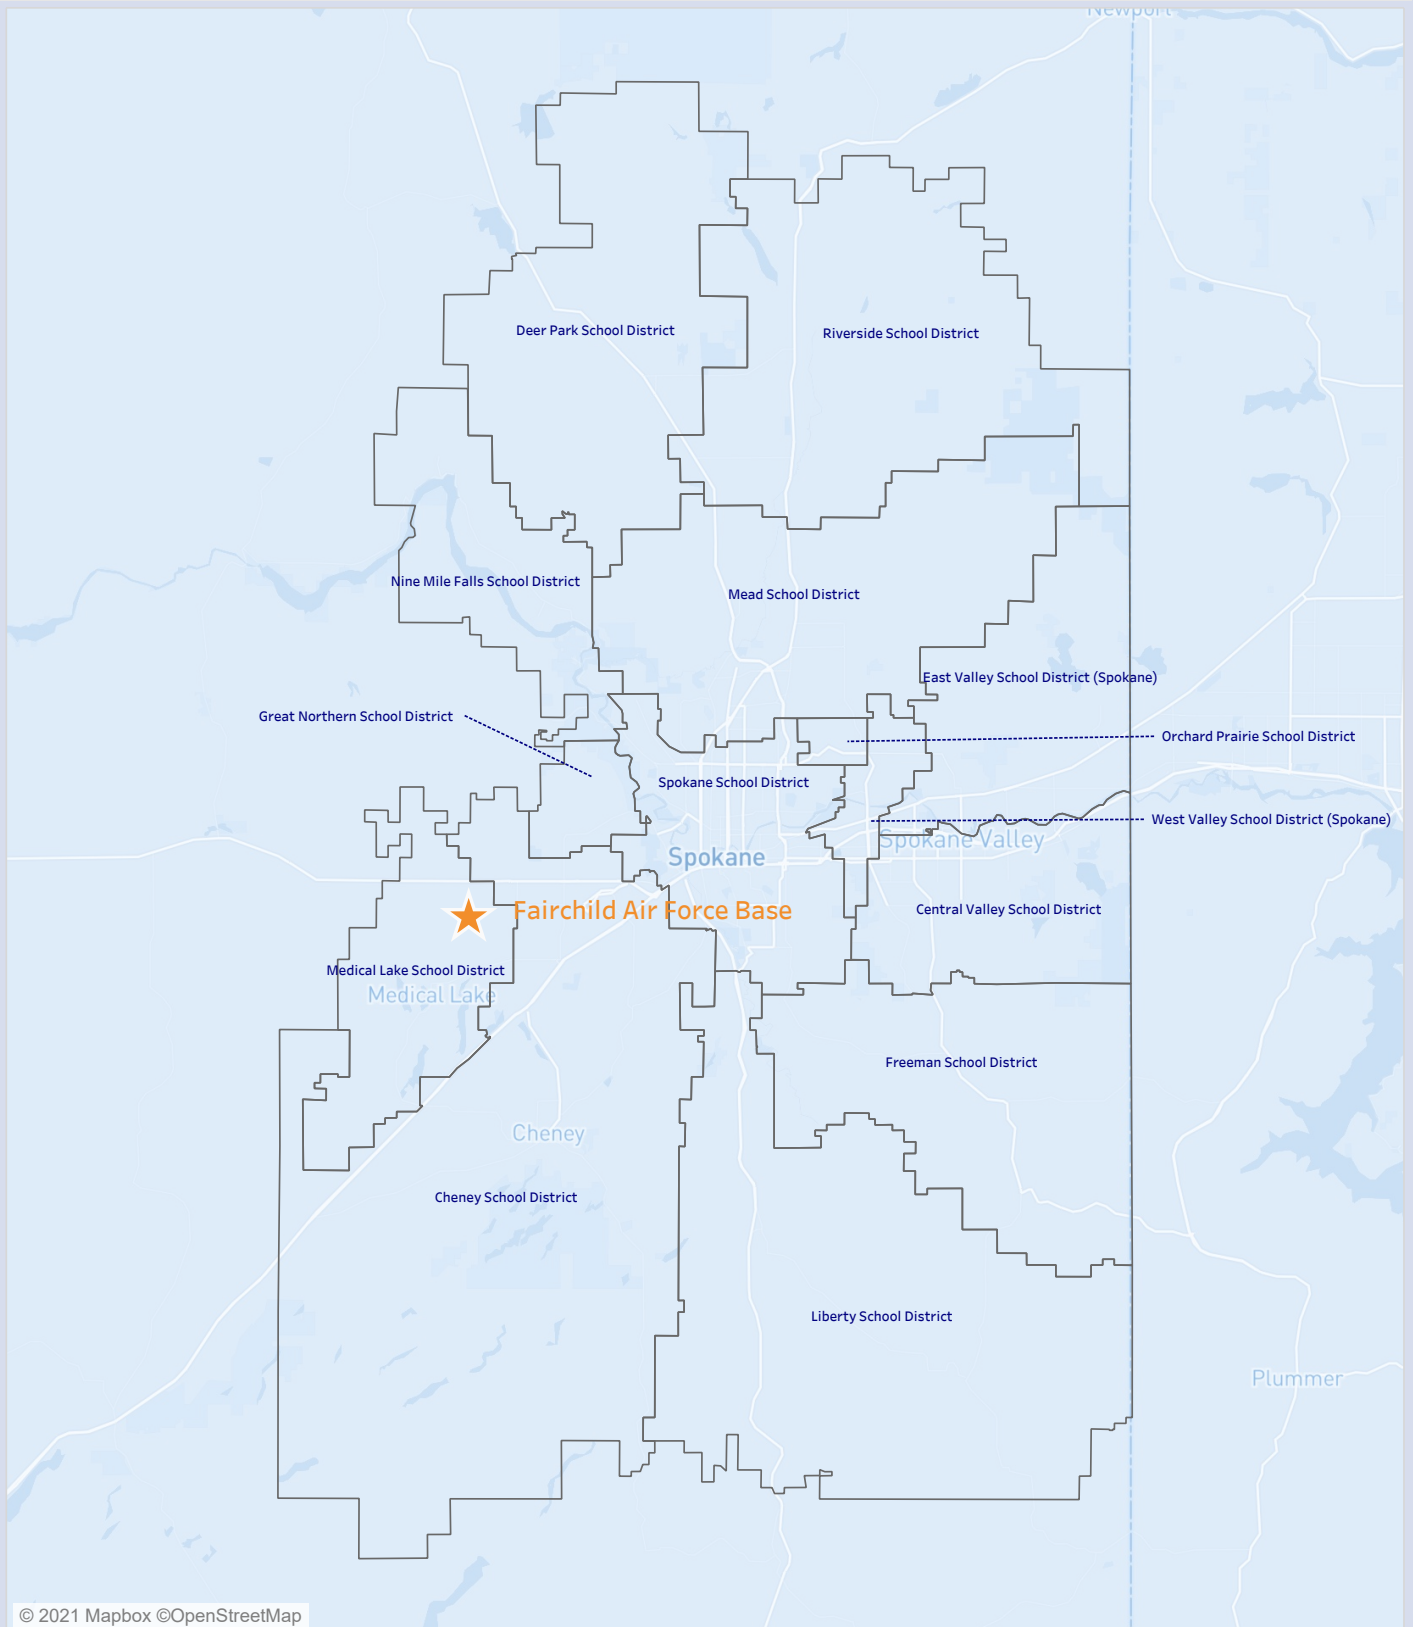 Newport
Deer Park School District
Riverside School District
Nine Mile Falls School District
Mead School District
East Valley School District (Spokane)
Great Northern School District
Orchard Prairie School District
Spokane School District
West Valley School District (Spokane)
Spokane Valley
Spokane
Fairchild Air Force Base
Central Valley School District
Medical Lake School District
Medical Lake
Freeman School District
Cheney
Cheney School District
Liberty School District
Plummer
© 2021 Mapbox ©OpenStreetMap